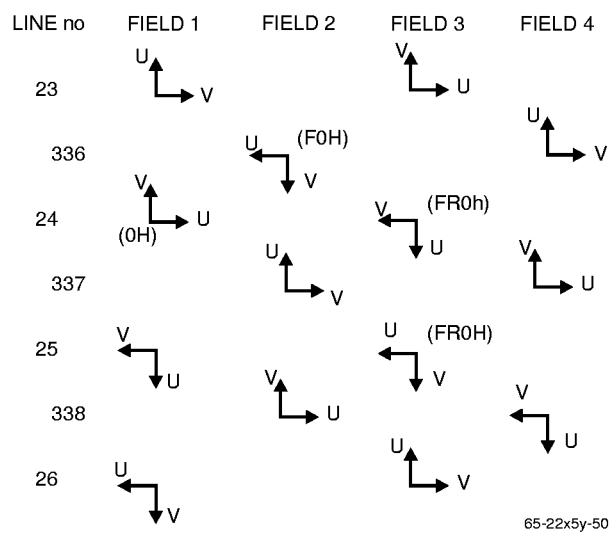 LINE no FIELD 1 FIELD 2 FIELD 3 FIELD 4
23 U V V U
336 U (F0H) V U V
24 V U (0H) V (FR0h) U
337 U V V U
25 V U U (FR0H) V
338 V U V U
26 U V U V
65-22x5y-50